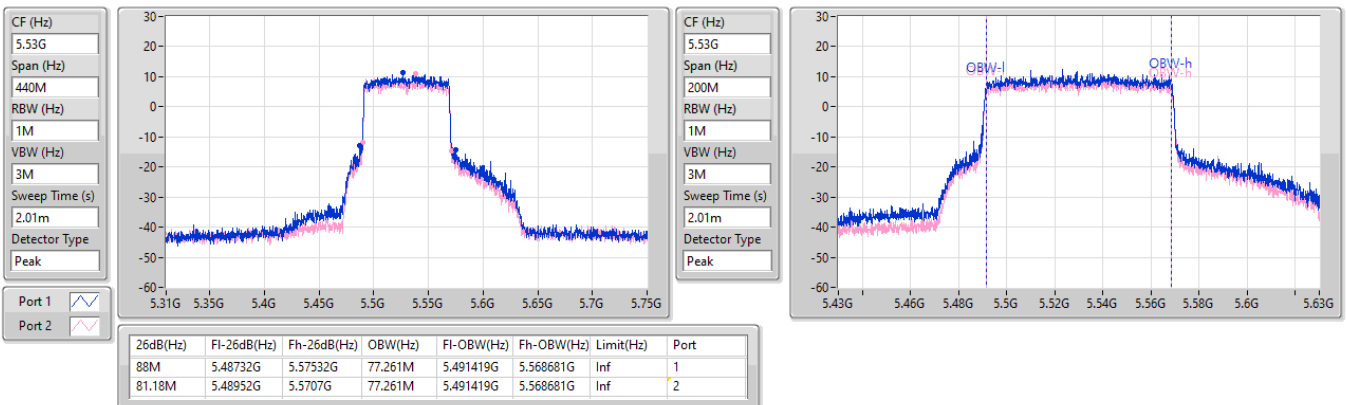 CF (Hz)
5.53G
Span (Hz)
440M
RBW (Hz)
1M
VBW (Hz)
3M
Sweep Time (s)
2.01m
Detector Type
Peak
Port 1
Port 2
30
20
10
0
-10
-20
-30
-40
-50
-60
5.31G 5.35G 5.4G 5.45G 5.5G 5.55G 5.6G 5.65G 5.7G 5.75G
CF (Hz)
5.53G
Span (Hz)
200M
RBW (Hz)
1M
VBW (Hz)
3M
Sweep Time (s)
2.01m
Detector Type
Peak
30
20
10
0
-10
-20
-30
-40
-50
-60
OBW-l OBW-h
OBW-l OBW-h
5.43G 5.46G 5.48G 5.5G 5.52G 5.54G 5.56G 5.58G 5.6G 5.63G
26dB(Hz) Fl-26dB(Hz) Fh-26dB(Hz) OBW(Hz) Fl-OBW(Hz) Fh-OBW(Hz) Limit(Hz) Port
88M 5.48732G 5.57532G 77.261M 5.491419G 5.568681G Inf 1
81.18M 5.48952G 5.5707G 77.261M 5.491419G 5.568681G Inf 2